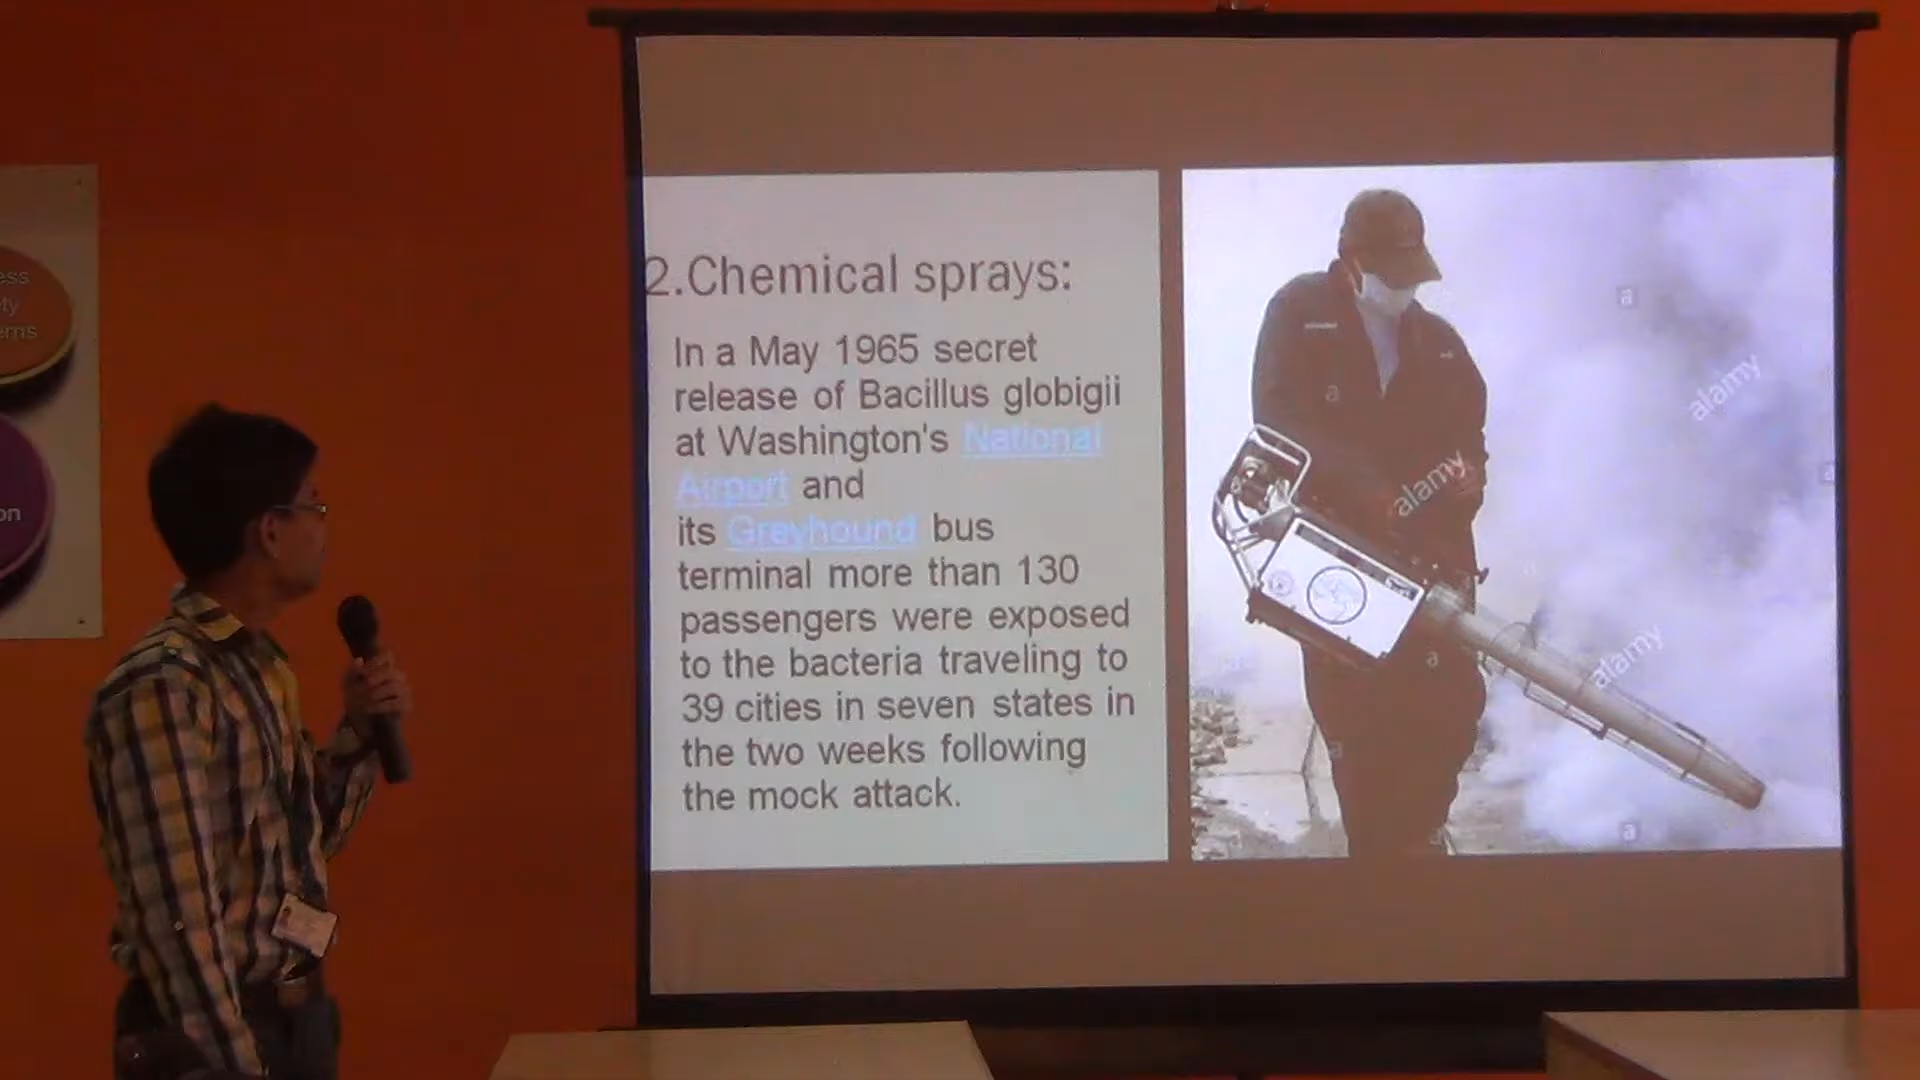 2.Chemical sprays:
In a May 1965 secret
release of Bacillus globigii
at Washington's National
Airport and
its Greyhound bus
terminal more than 130
passengers were exposed
to the bacteria traveling to
39 cities in seven states in
the two weeks following
the mock attack.
alamy
alamy
alamy
a
a
a
a
a